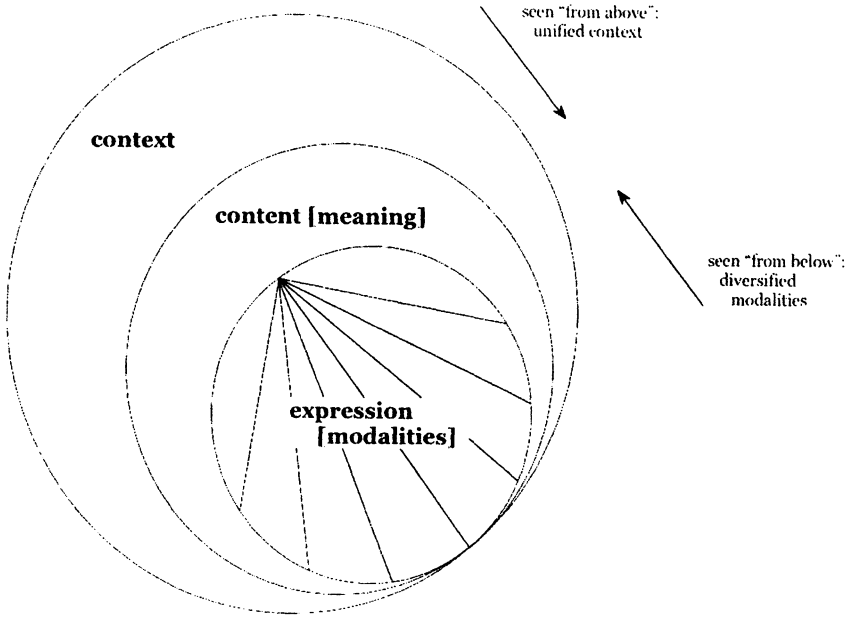 seen "from above":
unified context
context
content [meaning]
seen "from below":
diversified
modalities
expression
[modalities]